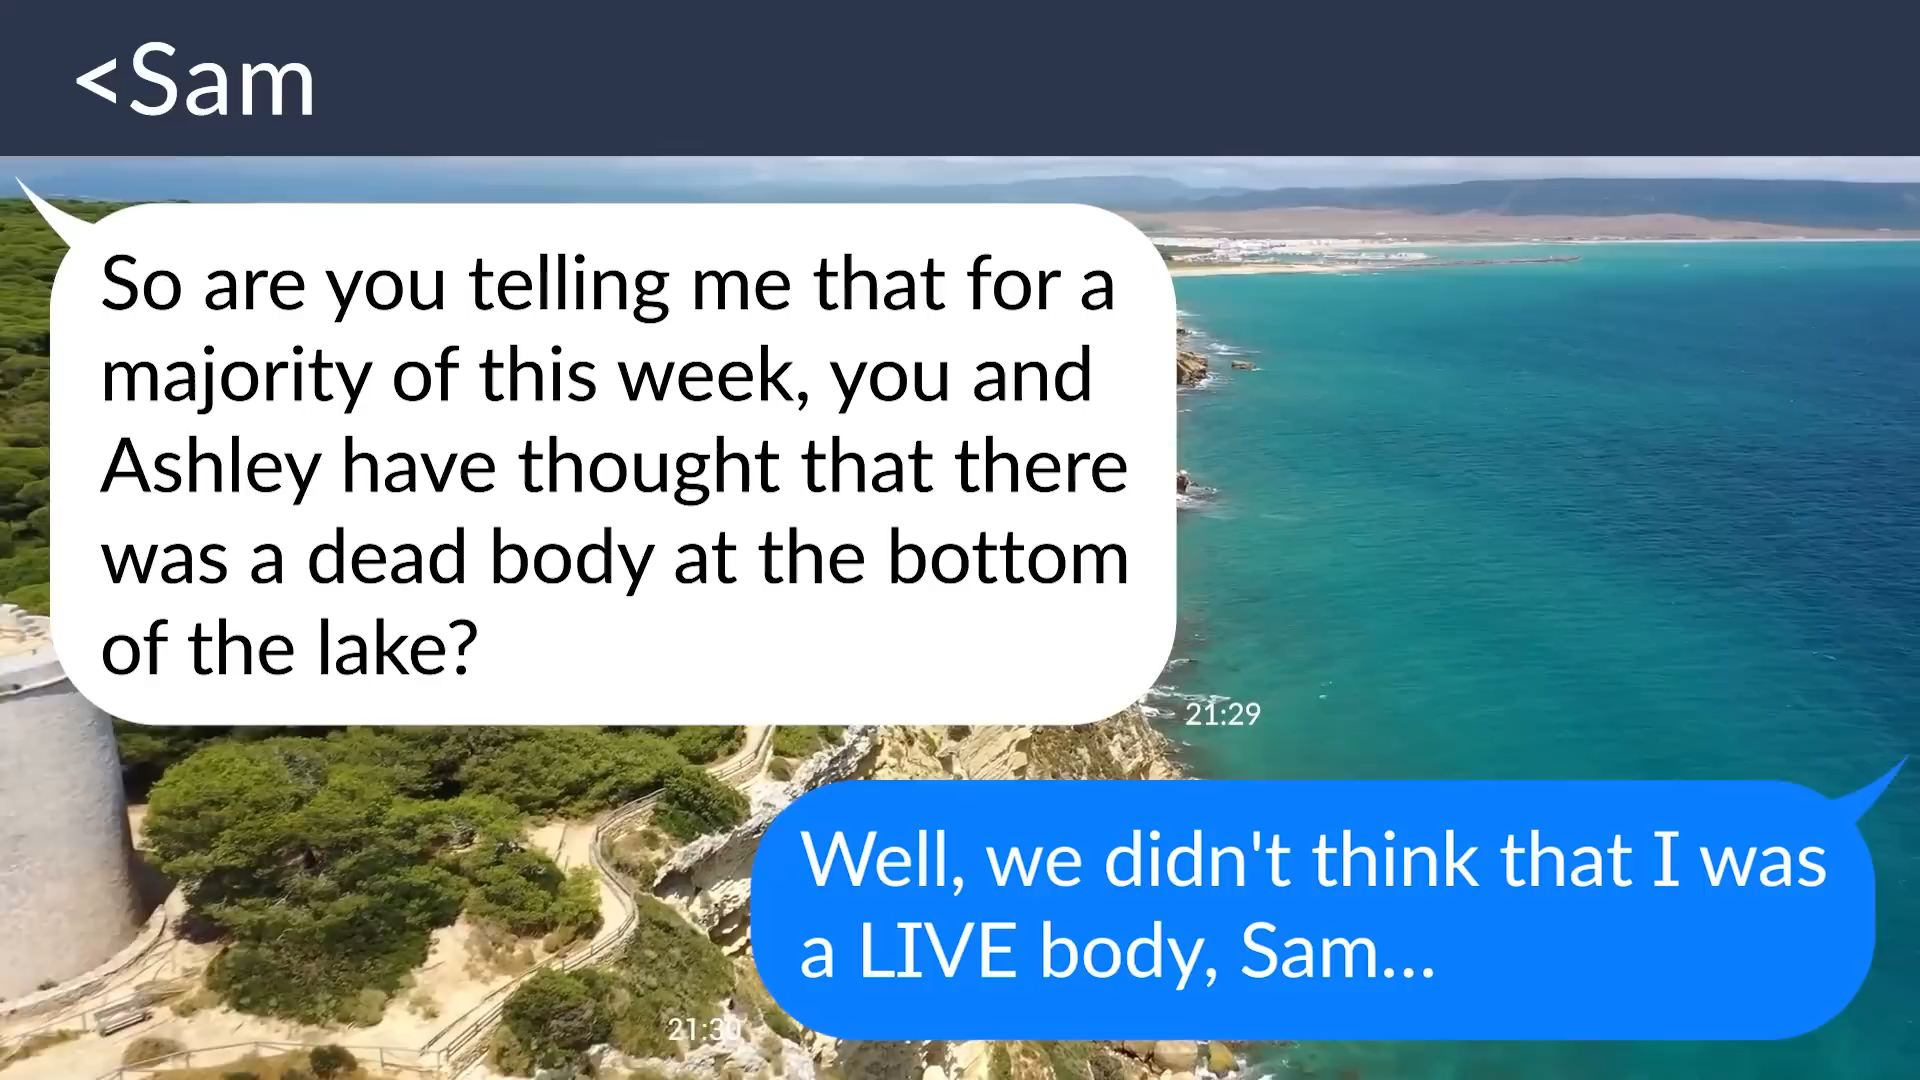 <Sam
So are you telling me that for a
majority of this week, you and
Ashley have thought that there
was a dead body at the bottom
of the lake?
21:29
Well, we didn't think that I was
a LIVE body, Sam...
21:30